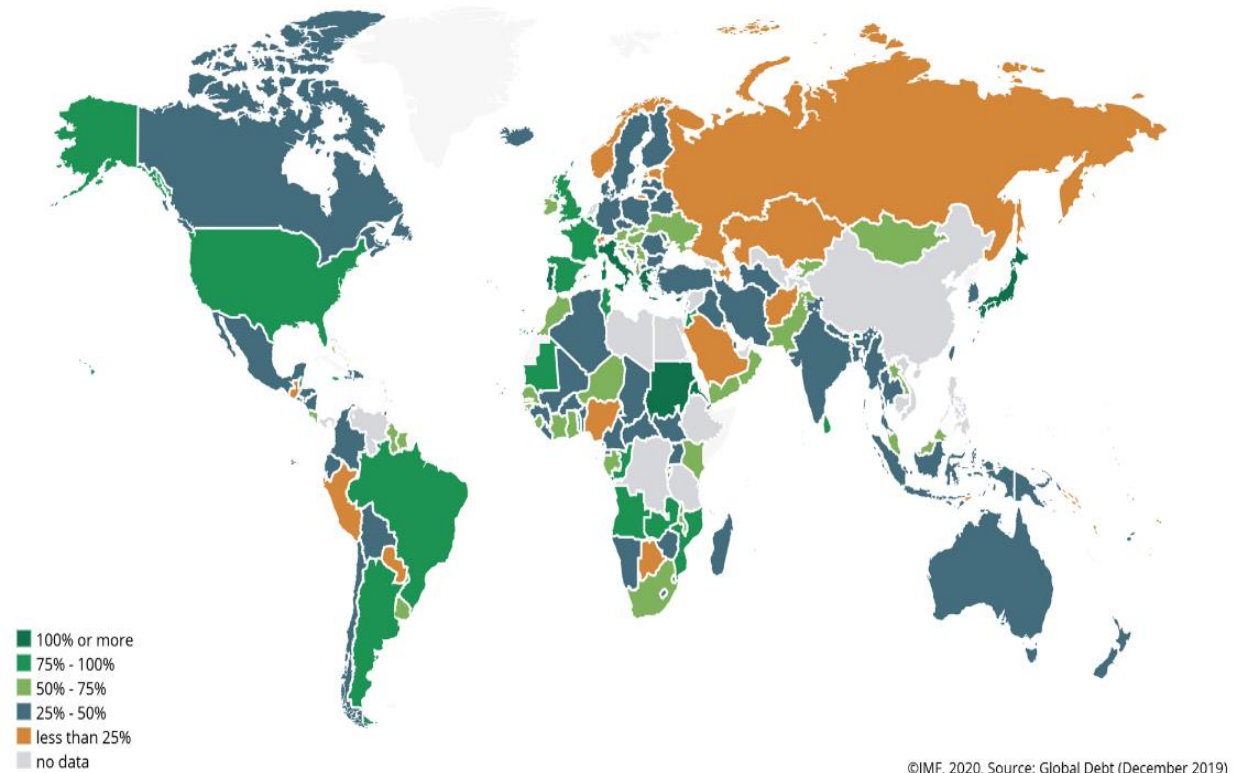 100% or more
75% - 100%
50% - 75%
25% - 50%
less than 25%
no data
©IMF, 2020, Source: Global Debt (December 2019)